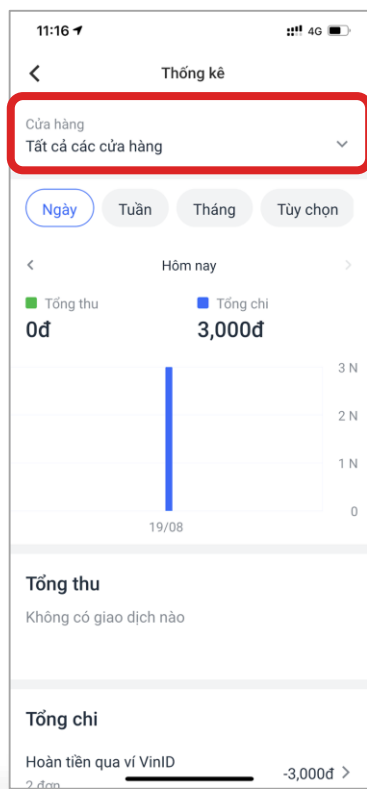 11:16 4G
Thống kê
Cửa hàng
Tất cả các cửa hàng
Ngày Tuần Tháng Tùy chọn
Hôm nay
Tổng thu Tổng chi
0đ 3,000đ
3 N
2 N
1 N
0
19/08
Tổng thu
Không có giao dịch nào
Tổng chi
Hoàn tiền qua ví VinID
-3,000đ
2 đơn